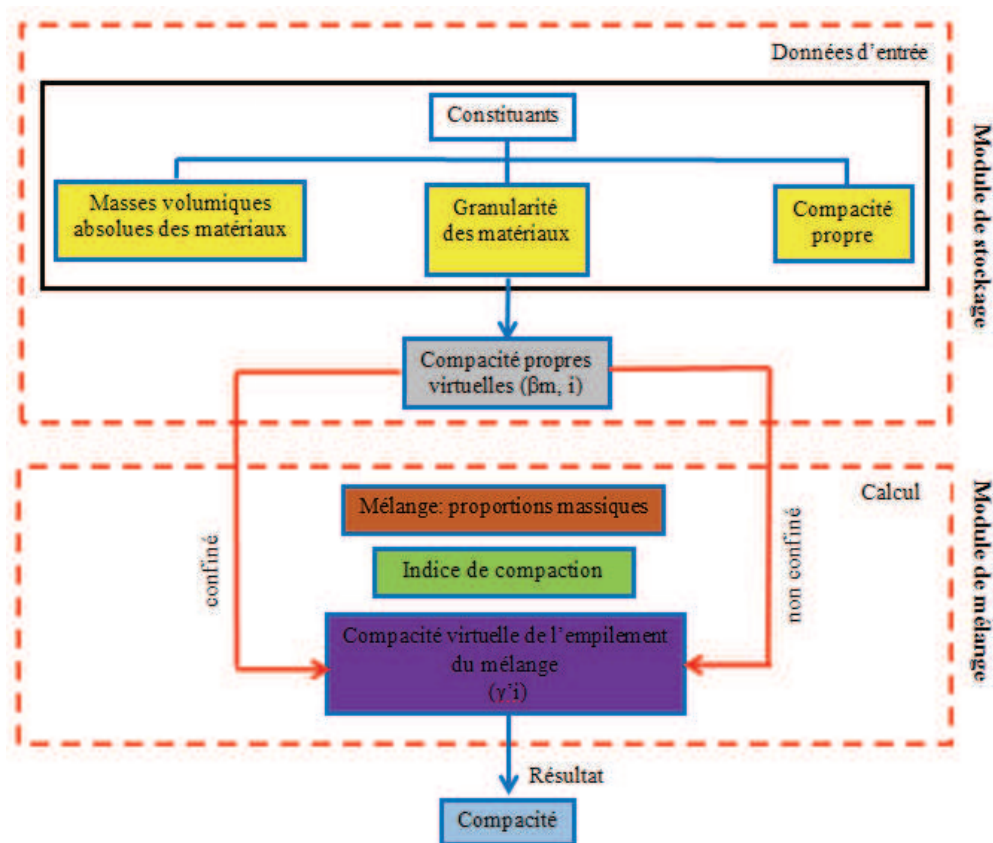 Données d'entrée
Constituants
Masses volumiques
absolues des matériaux
Granularité
des matériaux
Compacité
propre
Module de stockage
Compacité propres
virtuelles (βm, i)
Calcul
Mélange: proportions massiques
Indice de compaction
confiné
non confiné
Compacité virtuelle de l'empilement
du mélange
(γ'i)
Module de mélange
Résultat
Compacité